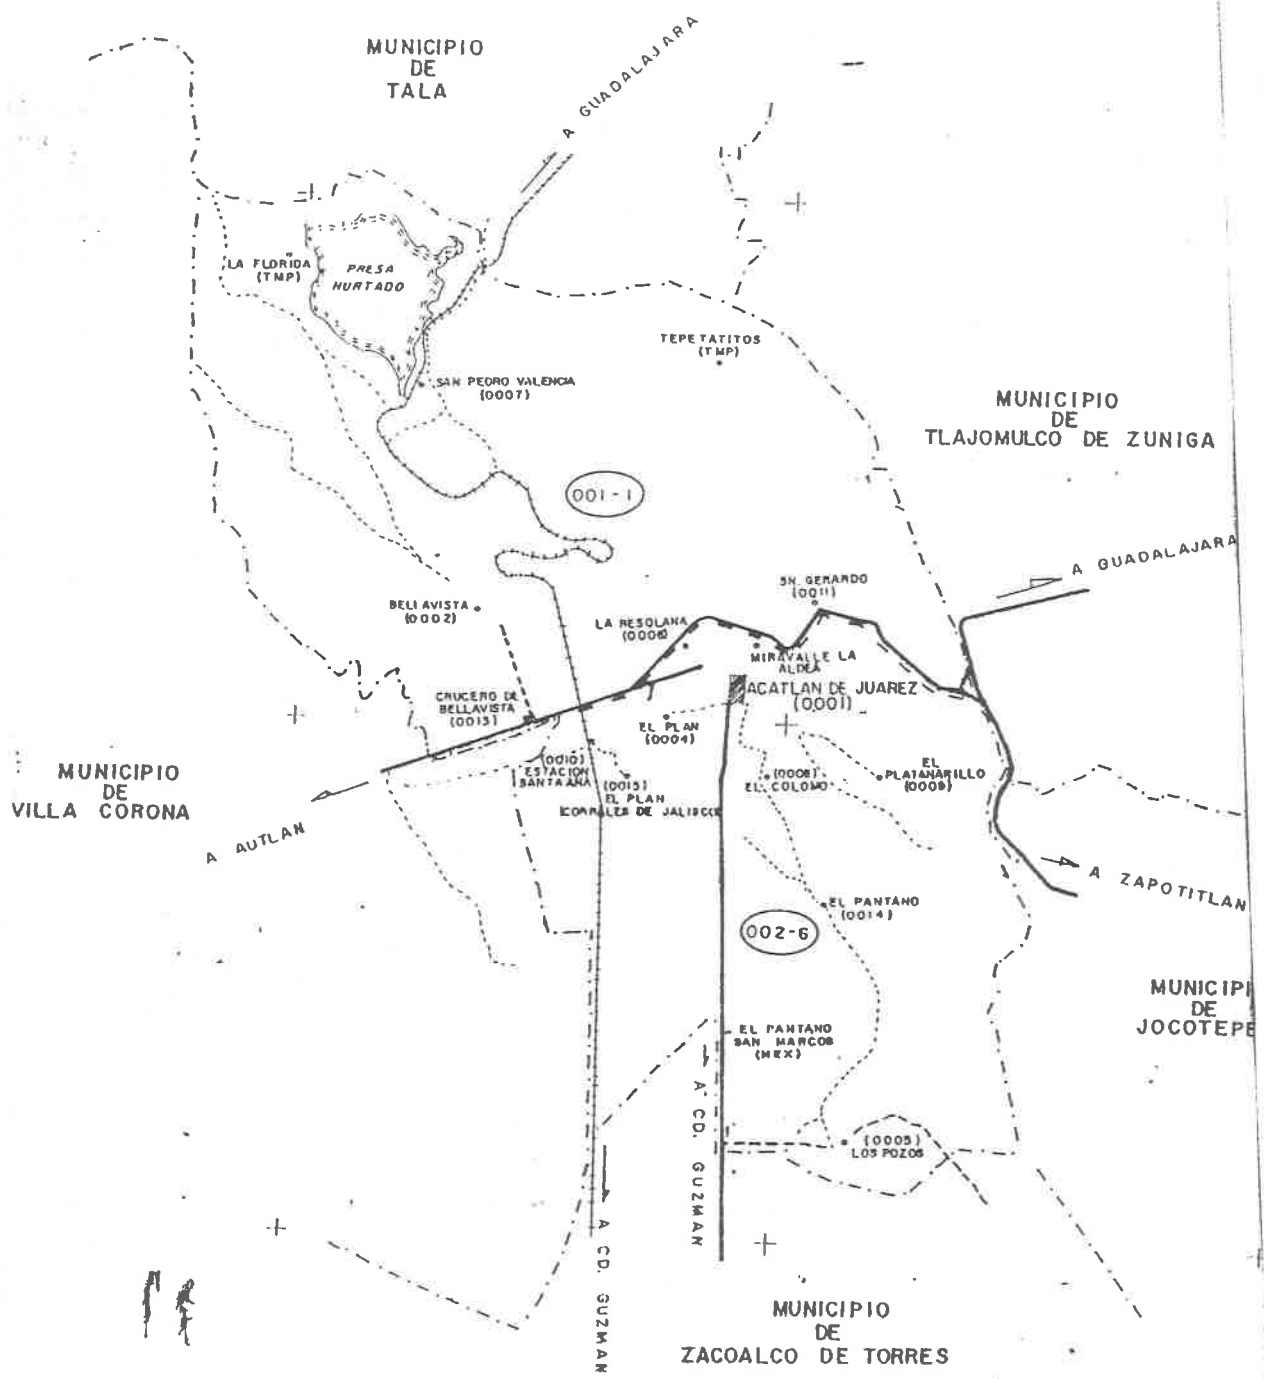 MUNICIPIO
DE
TALA
A GUADALAJARA
LA FLORIDA
(TMP)
PRESA
HURTADO
TEPETATITOS
(TMP)
SAN PEDRO VALENCIA
(0007)
MUNICIPIO
DE
TLAJOMULCO DE ZUNIGA
001-1
A GUADALAJARA
SN. GERARDO
(0011)
BELLAVISTA
(0002)
LA RESOLANA
MIRAVALLE LA
ALDEA
ACATLAN DE JUAREZ
(0001)
CRUCERO DE
BELLAVISTA
(0013)
EL PLAN
(0004)
(0010)
ESTACION
SANTA ANA
(0015)
EL PLAN
CORRALES DE JALISCO
EL COLOMO
EL
PLATANARILLO
(0009)
MUNICIPIO
DE
VILLA CORONA
A AUTLAN
A ZAPOTITLAN
EL PANTANO
(0014)
002-6
MUNICIPI
DE
JOCOTEPE
EL PANTANO
SAN MARCOS
(MEX)
A CD. GUZMAN
(0005)
LOS POZOS
A CD. GUZMAN
MUNICIPIO
DE
ZACOALCO DE TORRES